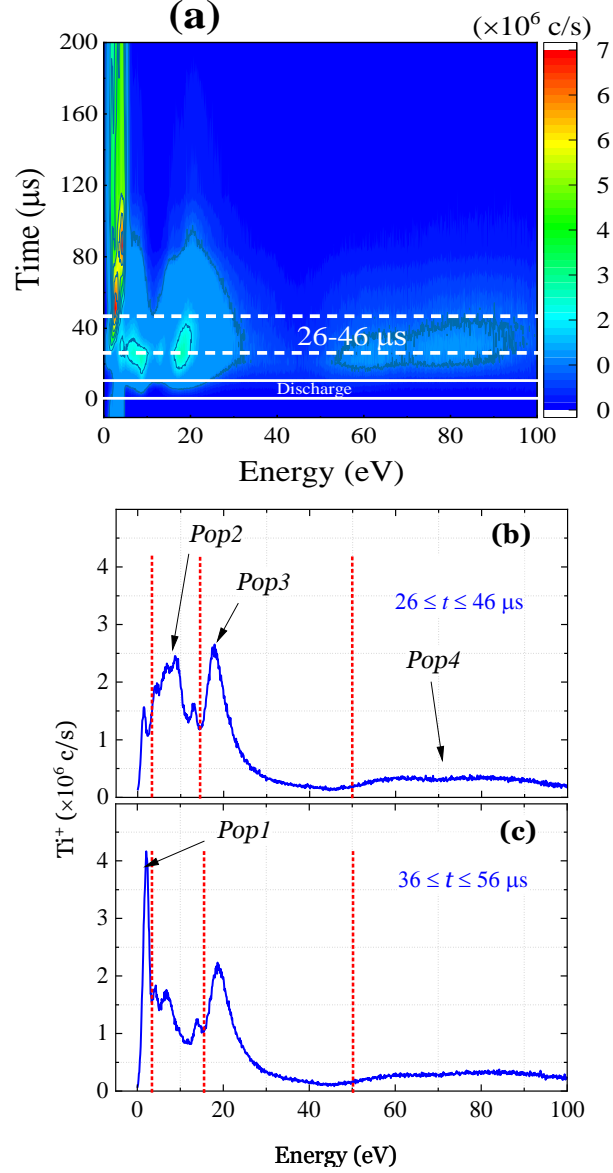 (a)
(×10⁶ c/s)
200
160
120
80
40
0
Time (μs)
26-46 μs
Discharge
0 20 40 60 80 100
Energy (eV)
7
6
6
5
4
3
2
1
0
0
(b)
Pop2
Pop3
26 ≤ t ≤ 46 μs
Pop4
5
4
3
2
1
0
Ti⁺ (×10⁶ c/s)
(c)
Pop1
36 ≤ t ≤ 56 μs
4
3
2
1
0
0 20 40 60 80 100
Energy (eV)